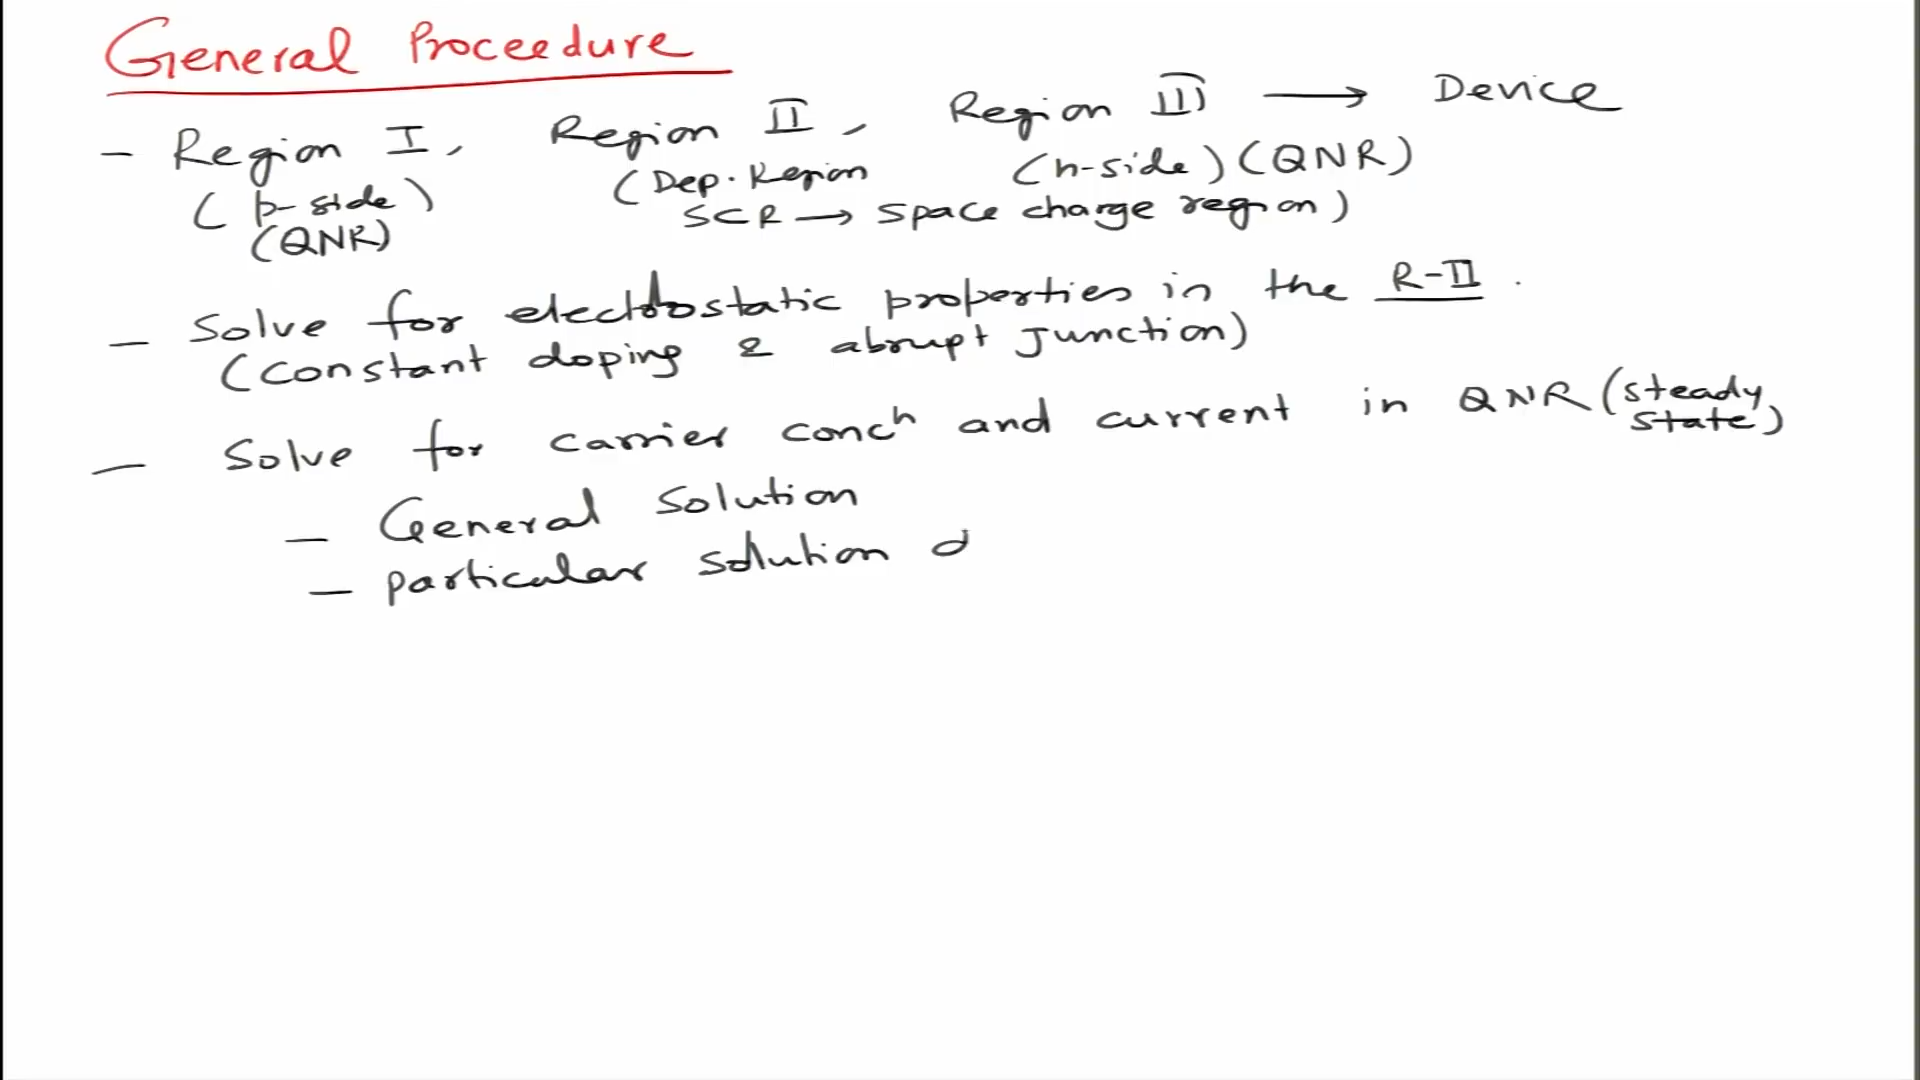 General Proceedure
- Region I, Region II, Region III → Device
(p-side) (Dep. Region (n-side) (QNR)
(QNR) SCR → space charge region)
- Solve for electrostatic properties in the R-II.
(constant doping & abrupt junction)
- Solve for carrier concn and current in QNR (steady state)
- General solution
- particular solution